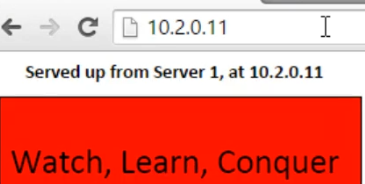 10.2.0.11
Served up from Server 1, at 10.2.0.11
Watch, Learn, Conquer